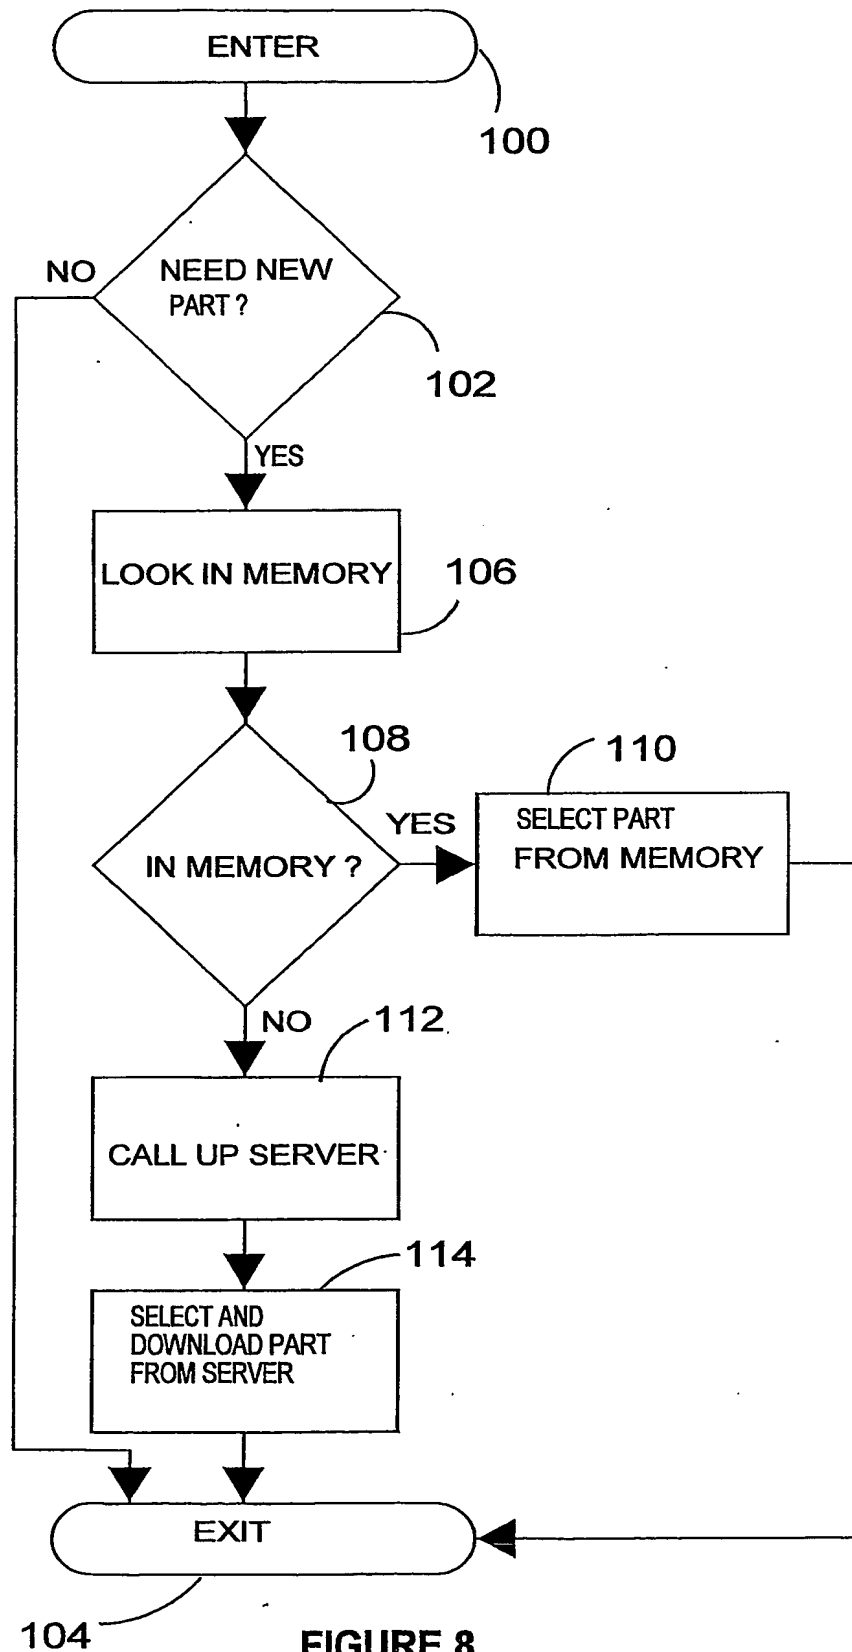 ENTER
100
NO
NEED NEW
PART ?
102
YES
LOOK IN MEMORY
106
108
110
YES
SELECT PART
FROM MEMORY
IN MEMORY ?
NO
112
CALL UP SERVER
114
SELECT AND
DOWNLOAD PART
FROM SERVER
EXIT
104
FIGURE 8